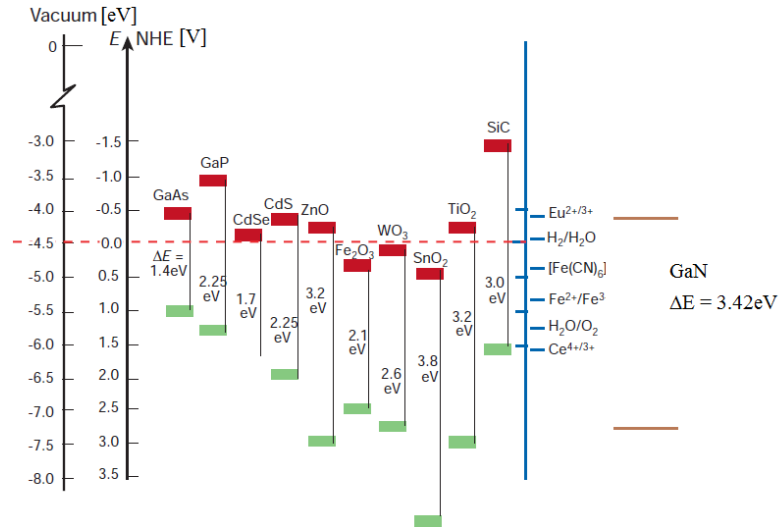 Vacuum [eV]
E NHE [V]
0
-3.0
-3.5
-4.0
-4.5
-5.0
-5.5
-6.0
-6.5
-7.0
-7.5
-8.0
-1.5
-1.0
-0.5
0.0
0.5
1.0
1.5
2.0
2.5
3.0
3.5
GaAs
ΔE =
1.4eV
GaP
2.25
eV
CdSe
1.7
eV
CdS
2.25
eV
ZnO
3.2
eV
Fe₂O₃
2.1
eV
WO₃
2.6
eV
SnO₂
3.8
eV
TiO₂
3.2
eV
SiC
3.0
eV
Eu²⁺/³⁺
H₂/H₂O
[Fe(CN)₆]
Fe²⁺/Fe³
H₂O/O₂
Ce⁴⁺/³⁺
GaN
ΔE = 3.42eV